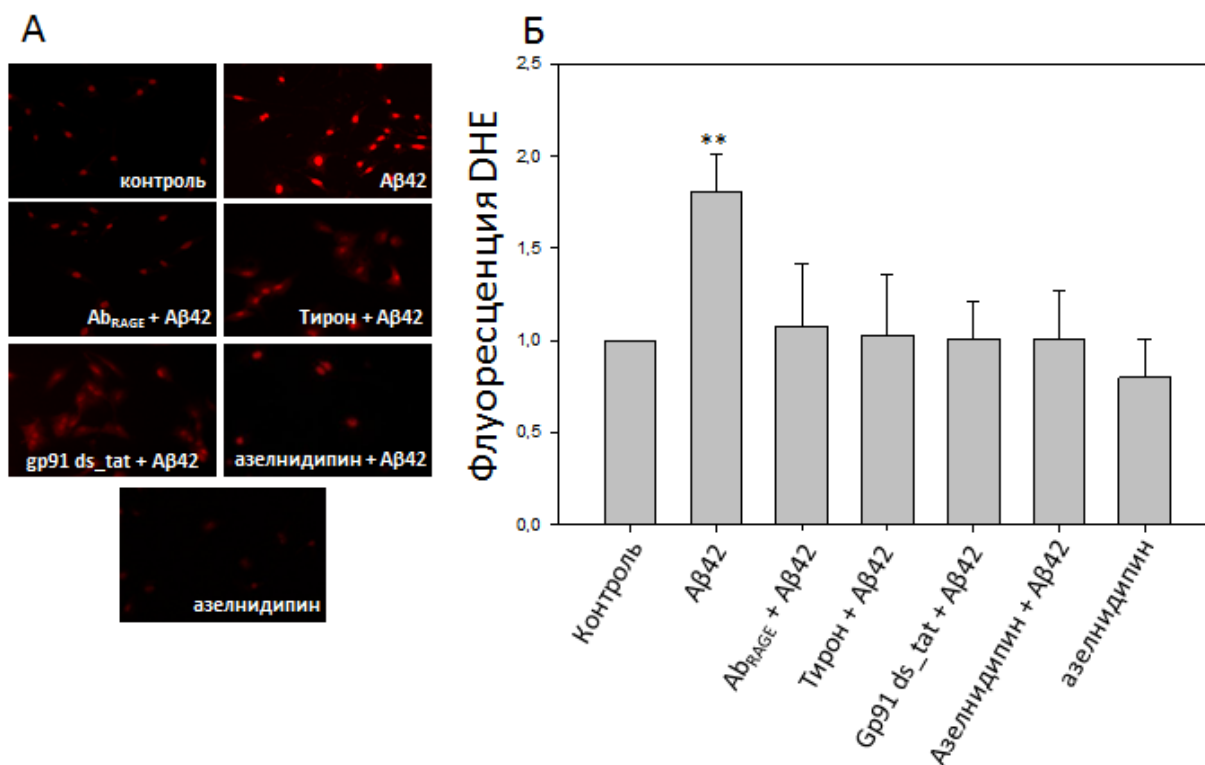 А
контроль
Aβ42
Ab_RAGE + Aβ42
Тирон + Aβ42
gp91 ds_tat + Aβ42
азелнидипин + Aβ42
азелнидипин
Б
Флуоресценция DHE
2,5
2,0
1,5
1,0
0,5
0,0
**
Контроль
Aβ42
Ab_RAGE + Aβ42
Тирон + Aβ42
Gp91 ds_tat + Aβ42
Азелнидипин + Aβ42
азелнидипин